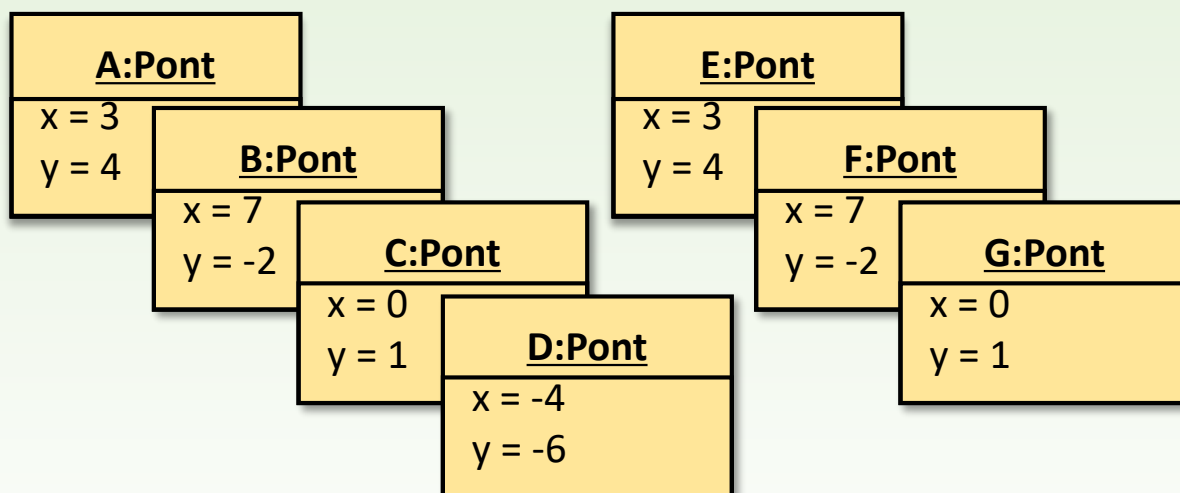 A:Pont
x = 3
y = 4
B:Pont
x = 7
y = -2
C:Pont
x = 0
y = 1
D:Pont
x = -4
y = -6
E:Pont
x = 3
y = 4
F:Pont
x = 7
y = -2
G:Pont
x = 0
y = 1